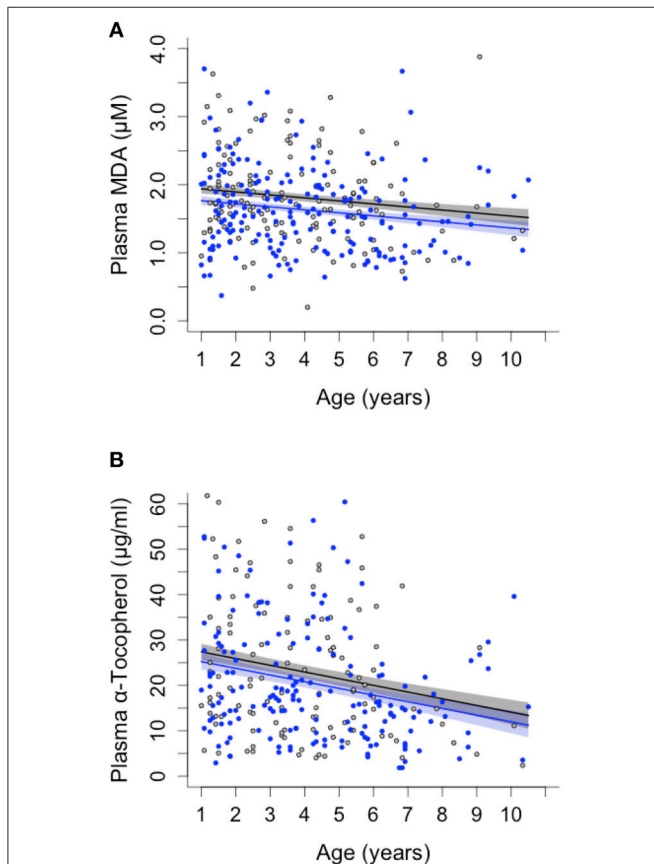 A
Plasma MDA (µM)
4.0
3.0
2.0
1.0
0.0
1 2 3 4 5 6 7 8 9 10
Age (years)
B
Plasma α-Tocopherol (µg/ml)
60
50
40
30
20
10
0
1 2 3 4 5 6 7 8 9 10
Age (years)